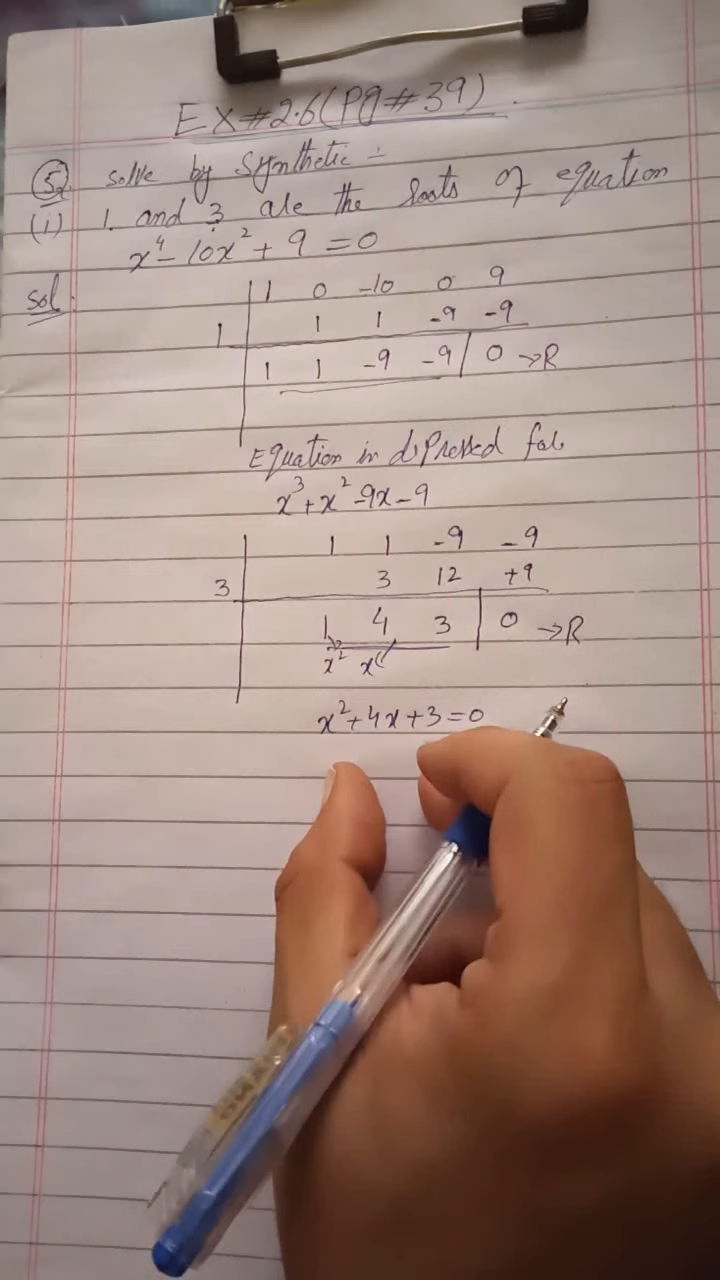 EX#2.6(Pg#39)
Q5 solve by synthetic -
(i) 1 and 3 are the roots of equation
x⁴-10x²+9=0
sol: 1 0 -10 0 9
1 1 1 -9 -9
1 1 -9 -9 0 →R
Equation in depressed for
x³+x²-9x-9
1 1 -9 -9
3 3 12 +9
1 4 3 0 →R
x² x
x²+4x+3=0